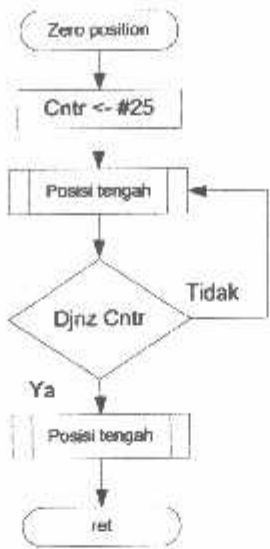 Zero position
Cntr <- #25
Posisi tengah
Djnz Cntr
Tidak
Ya
Posisi tengah
ret